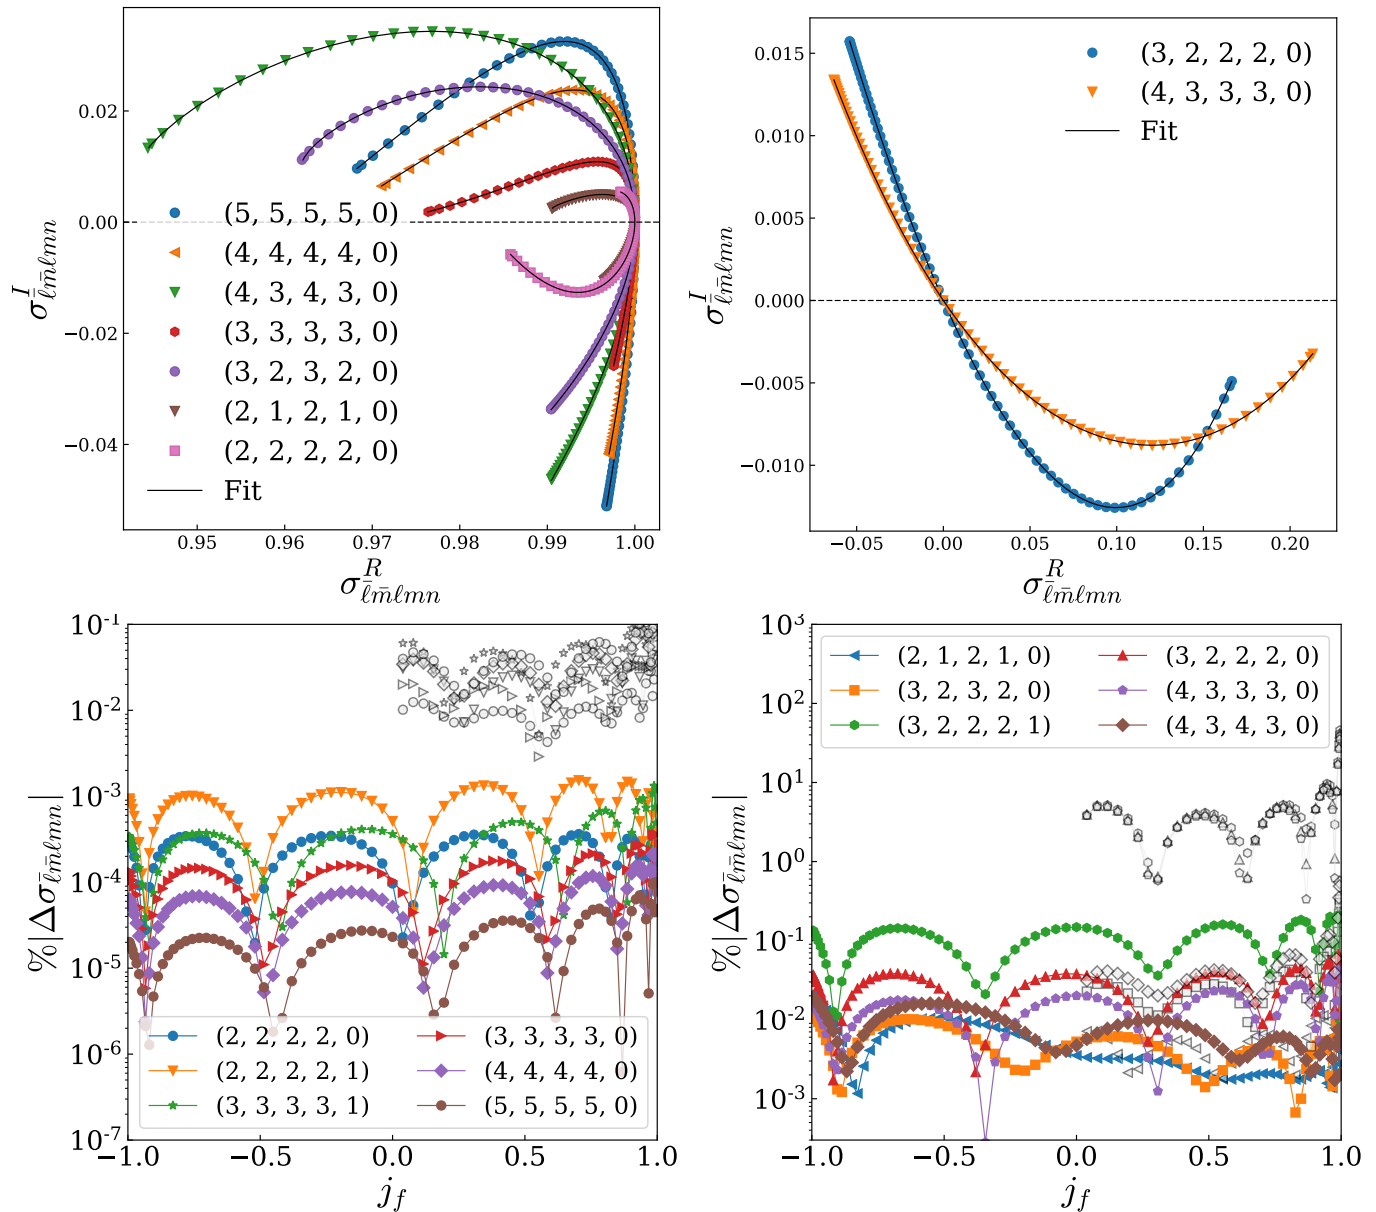 0.02
0.00
−0.02
−0.04
σ^I_{ℓ̄m̄ℓmn}
(5, 5, 5, 5, 0)
(4, 4, 4, 4, 0)
(4, 3, 4, 3, 0)
(3, 3, 3, 3, 0)
(3, 2, 3, 2, 0)
(2, 1, 2, 1, 0)
(2, 2, 2, 2, 0)
Fit
0.95 0.96 0.97 0.98 0.99 1.00
σ^R_{ℓ̄m̄ℓmn}
0.015
0.010
0.005
0.000
−0.005
−0.010
σ^I_{ℓ̄m̄ℓmn}
(3, 2, 2, 2, 0)
(4, 3, 3, 3, 0)
Fit
−0.05 0.00 0.05 0.10 0.15 0.20
σ^R_{ℓ̄m̄ℓmn}
10^-1
10^-2
10^-3
10^-4
10^-5
10^-6
10^-7
%|Δσ_{ℓ̄m̄ℓmn}|
(2, 2, 2, 2, 0) (3, 3, 3, 3, 0)
(2, 2, 2, 2, 1) (4, 4, 4, 4, 0)
(3, 3, 3, 3, 1) (5, 5, 5, 5, 0)
−1.0 −0.5 0.0 0.5 1.0
j_f
10^3
10^2
10^1
10^0
10^-1
10^-2
10^-3
%|Δσ_{ℓ̄m̄ℓmn}|
(2, 1, 2, 1, 0) (3, 2, 2, 2, 0)
(3, 2, 3, 2, 0) (4, 3, 3, 3, 0)
(3, 2, 2, 2, 1) (4, 3, 4, 3, 0)
−1.0 −0.5 0.0 0.5 1.0
j_f